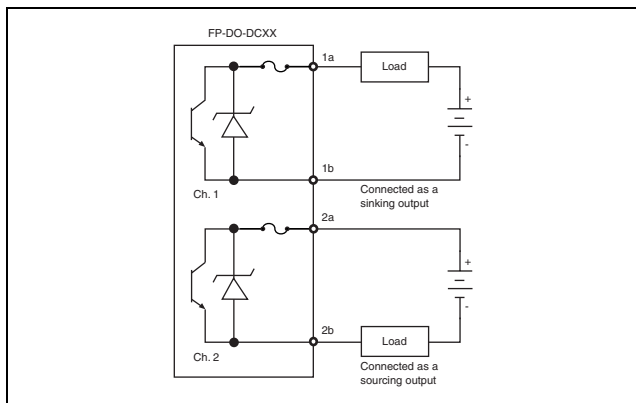 FP-DO-DCXX
1a
Load
+
-
1b
Ch. 1
Connected as a
sinking output
2a
+
-
2b
Load
Ch. 2
Connected as a
sourcing output